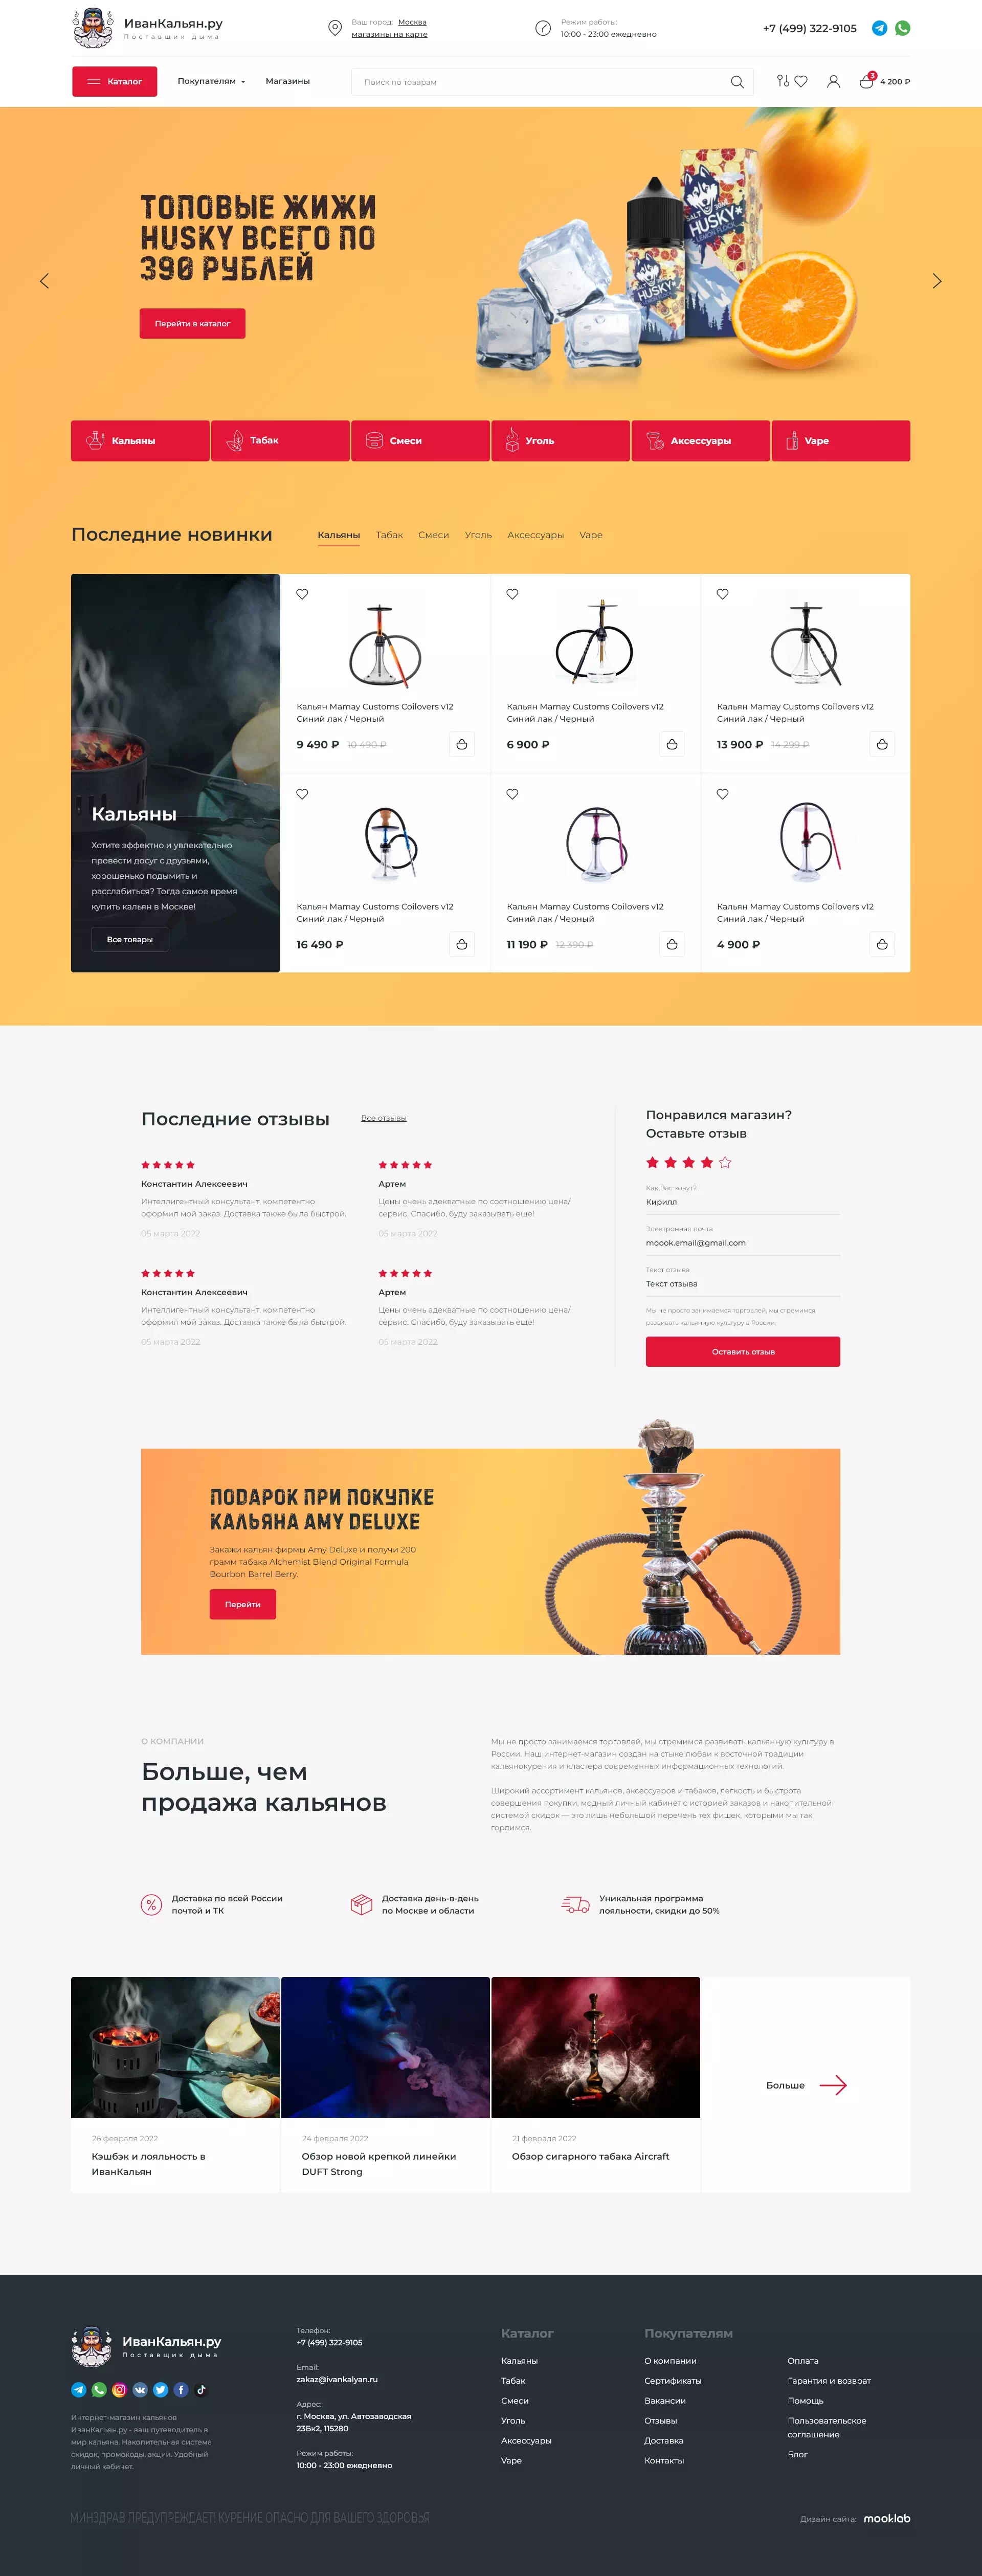 ИванКальян.ру
Поставщик дыма
Ваш город: Москва
магазины на карте
Режим работы:
10:00 - 23:00 ежедневно
+7 (499) 322-9105
Каталог
Покупателям
Магазины
Поиск по товарам
3
4 200 ₽
ТОПОВЫЕ ЖИЖИ
HUSKY ВСЕГО ПО
390 РУБЛЕЙ
SALT
HUSKY
LEMON FLOCK
HUSKY
Перейти в каталог
Кальяны
Табак
Смеси
Уголь
Аксессуары
Vape
Последние новинки
Кальяны Табак Смеси Уголь Аксессуары Vape
Кальян Mamay Customs Coilovers v12
Синий лак / Черный
9 490 ₽ 10 490 ₽
Кальян Mamay Customs Coilovers v12
Синий лак / Черный
6 900 ₽
Кальян Mamay Customs Coilovers v12
Синий лак / Черный
13 900 ₽ 14 299 ₽
Кальяны
Хотите эффектно и увлекательно
провести досуг с друзьями,
хорошенько подымить и
расслабиться? Тогда самое время
купить кальян в Москве!
Все товары
Кальян Mamay Customs Coilovers v12
Синий лак / Черный
16 490 ₽
Кальян Mamay Customs Coilovers v12
Синий лак / Черный
11 190 ₽ 12 390 ₽
Кальян Mamay Customs Coilovers v12
Синий лак / Черный
4 900 ₽
Последние отзывы
Все отзывы
Константин Алексеевич
Интеллигентный консультант, компетентно
оформил мой заказ. Доставка также была быстрой.
05 марта 2022
Артем
Цены очень адекватные по соотношению цена/
сервис. Спасибо, буду заказывать еще!
05 марта 2022
Константин Алексеевич
Интеллигентный консультант, компетентно
оформил мой заказ. Доставка также была быстрой.
05 марта 2022
Артем
Цены очень адекватные по соотношению цена/
сервис. Спасибо, буду заказывать еще!
05 марта 2022
Понравился магазин?
Оставьте отзыв
Как Вас зовут?
Кирилл
Электронная почта
moook.email@gmail.com
Текст отзыва
Текст отзыва
Мы не просто занимаемся торговлей, мы стремимся
развивать кальянную культуру в России.
Оставить отзыв
ПОДАРОК ПРИ ПОКУПКЕ
КАЛЬЯНА AMY DELUXE
Закажи кальян фирмы Amy Deluxe и получи 200
грамм табака Alchemist Blend Original Formula
Bourbon Barrel Berry.
Перейти
О КОМПАНИИ
Больше, чем
продажа кальянов
Мы не просто занимаемся торговлей, мы стремимся развивать кальянную культуру в
России. Наш интернет-магазин создан на стыке любви к восточной традиции
кальянокурения и кластера современных информационных технологий.
Широкий ассортимент кальянов, аксессуаров и табаков, легкость и быстрота
совершения покупки, модный личный кабинет с историей заказов и накопительной
системой скидок — это лишь небольшой перечень тех фишек, которыми мы так
гордимся.
Доставка по всей России
почтой и ТК
Доставка день-в-день
по Москве и области
Уникальная программа
лояльности, скидки до 50%
26 февраля 2022
Кэшбэк и лояльность в
ИванКальян
24 февраля 2022
Обзор новой крепкой линейки
DUFT Strong
21 февраля 2022
Обзор сигарного табака Aircraft
Больше
ИванКальян.ру
Поставщик дыма
Интернет-магазин кальянов
ИванКальян.ру - ваш путеводитель в
мир кальяна. Накопительная система
скидок, промокоды, акции. Удобный
личный кабинет.
Телефон:
+7 (499) 322-9105
Email:
zakaz@ivankalyan.ru
Адрес:
г. Москва, ул. Автозаводская
23Бк2, 115280
Режим работы:
10:00 - 23:00 ежедневно
Каталог
Кальяны
Табак
Смеси
Уголь
Аксессуары
Vape
Покупателям
О компании
Сертификаты
Вакансии
Отзывы
Доставка
Контакты
Оплата
Гарантия и возврат
Помощь
Пользовательское
соглашение
Блог
МИНЗДРАВ ПРЕДУПРЕЖДАЕТ! КУРЕНИЕ ОПАСНО ДЛЯ ВАШЕГО ЗДОРОВЬЯ
Дизайн сайта: mooklab